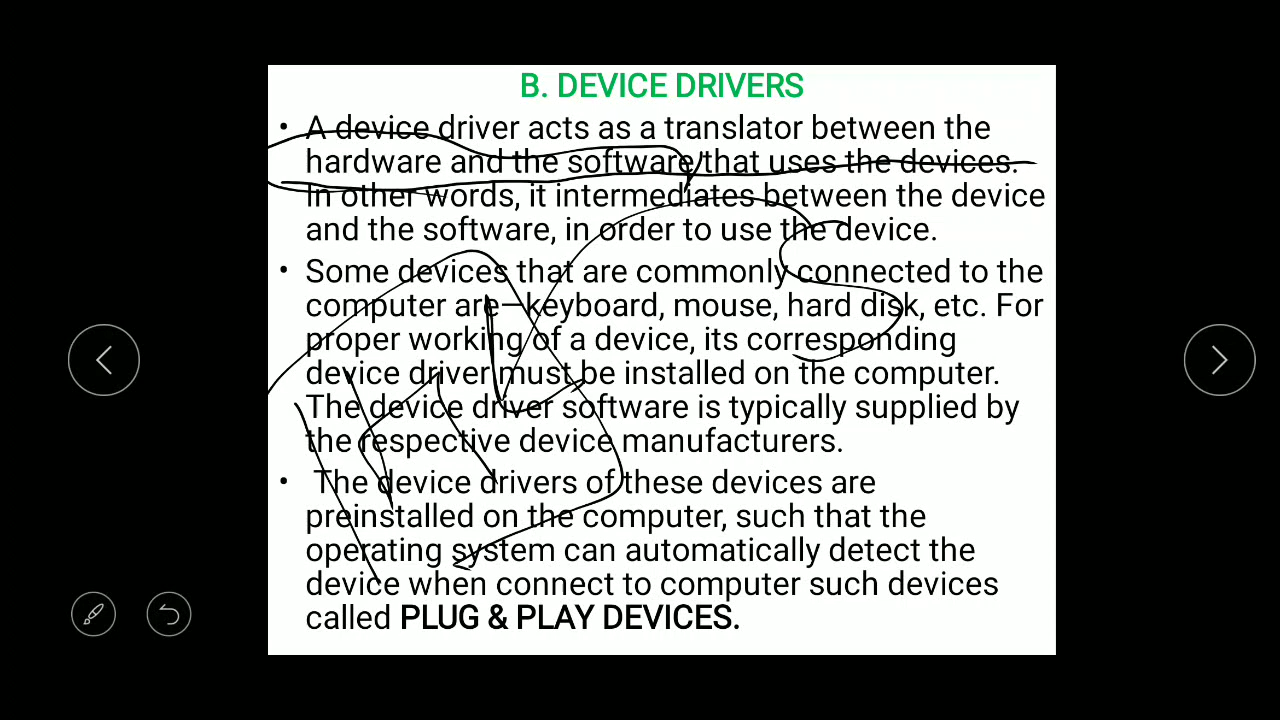 B. DEVICE DRIVERS
• A device driver acts as a translator between the
hardware and the software that uses the devices.
In other words, it intermediates between the device
and the software, in order to use the device.
• Some devices that are commonly connected to the
computer are–keyboard, mouse, hard disk, etc. For
proper working of a device, its corresponding
device driver must be installed on the computer.
The device driver software is typically supplied by
the respective device manufacturers.
• The device drivers of these devices are
preinstalled on the computer, such that the
operating system can automatically detect the
device when connect to computer such devices
called PLUG & PLAY DEVICES.